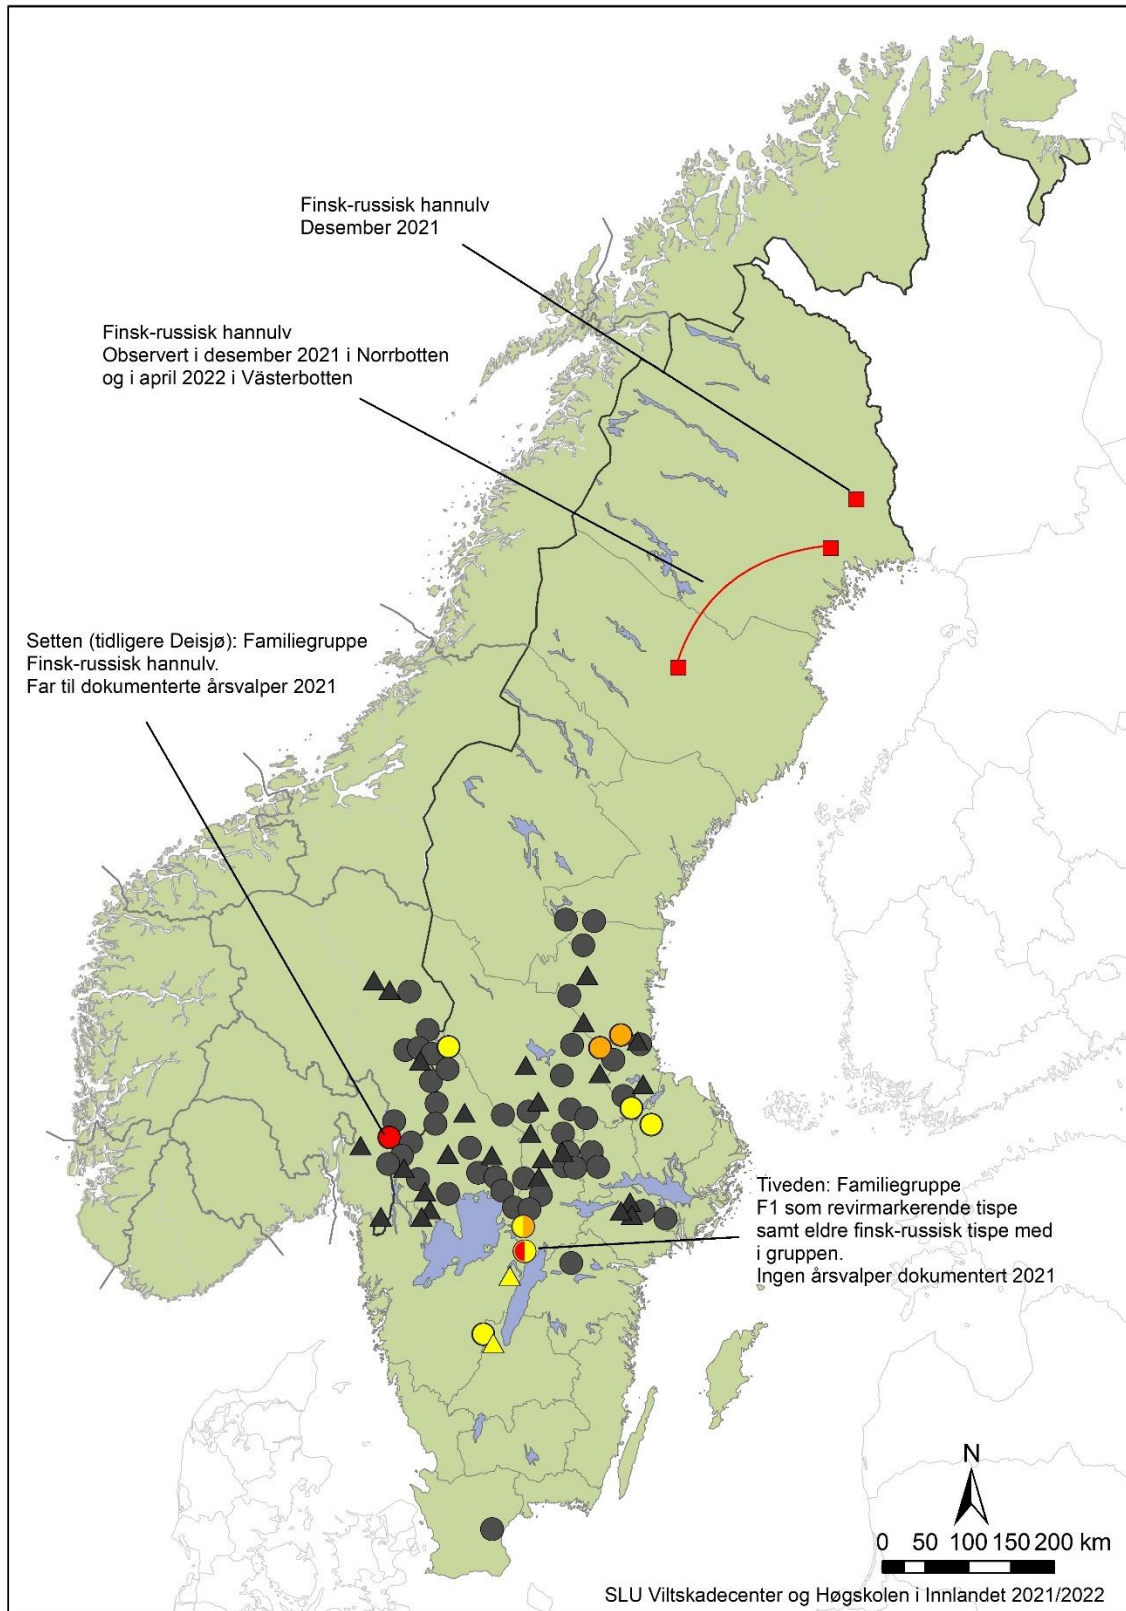 Finsk-russisk hannulv
Desember 2021
Finsk-russisk hannulv
Observert i desember 2021 i Norrbotten
og i april 2022 i Västerbotten
Setten (tidligere Deisjø): Familiegruppe
Finsk-russisk hannulv.
Far til dokumenterte årsvalper 2021
Tiveden: Familiegruppe
F1 som revirmarkerende tispe
samt eldre finsk-russisk tispe med
i gruppen.
Ingen årsvalper dokumentert 2021
N
0 50 100 150 200 km
SLU Viltskadecenter og Høgskolen i Innlandet 2021/2022